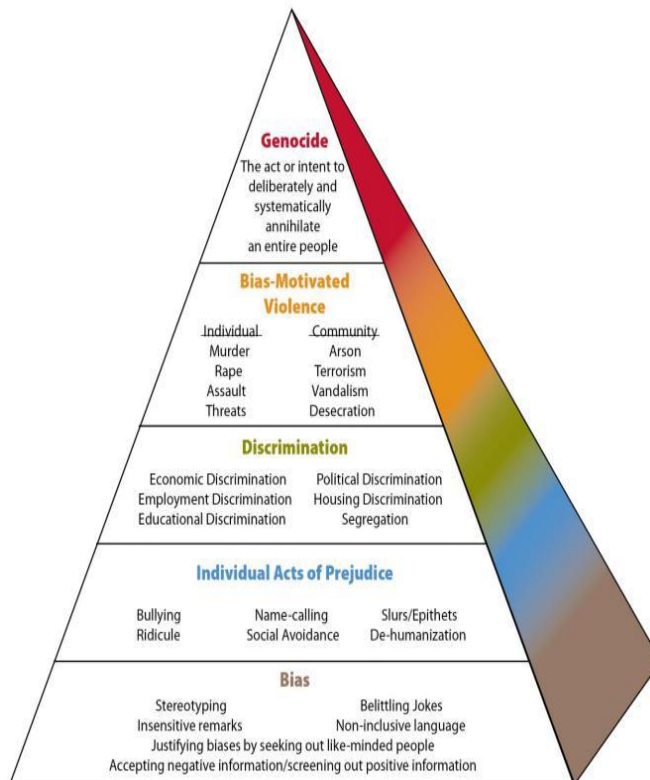 Genocide
The act or intent to
deliberately and
systematically
annihilate
an entire people
Bias-Motivated
Violence
Individual Community
Murder Arson
Rape Terrorism
Assault Vandalism
Threats Desecration
Discrimination
Economic Discrimination Political Discrimination
Employment Discrimination Housing Discrimination
Educational Discrimination Segregation
Individual Acts of Prejudice
Bullying Name-calling Slurs/Epithets
Ridicule Social Avoidance De-humanization
Bias
Stereotyping Belittling Jokes
Insensitive remarks Non-inclusive language
Justifying biases by seeking out like-minded people
Accepting negative information/screening out positive information